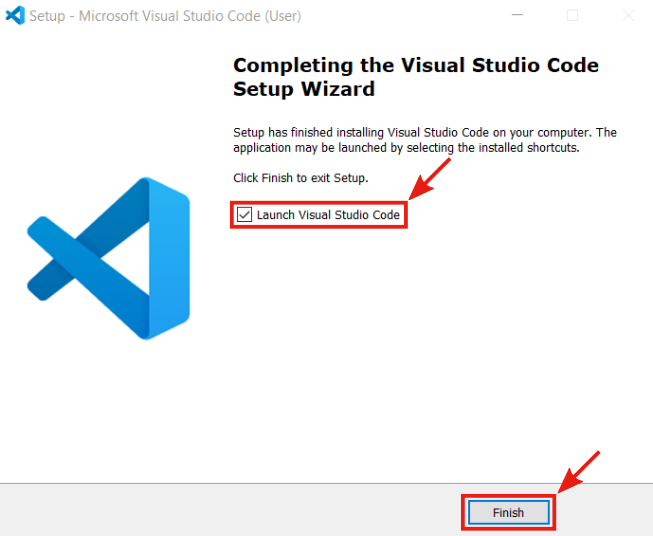 Setup - Microsoft Visual Studio Code (User)
Completing the Visual Studio Code
Setup Wizard
Setup has finished installing Visual Studio Code on your computer. The
application may be launched by selecting the installed shortcuts.
Click Finish to exit Setup.
Launch Visual Studio Code
Finish